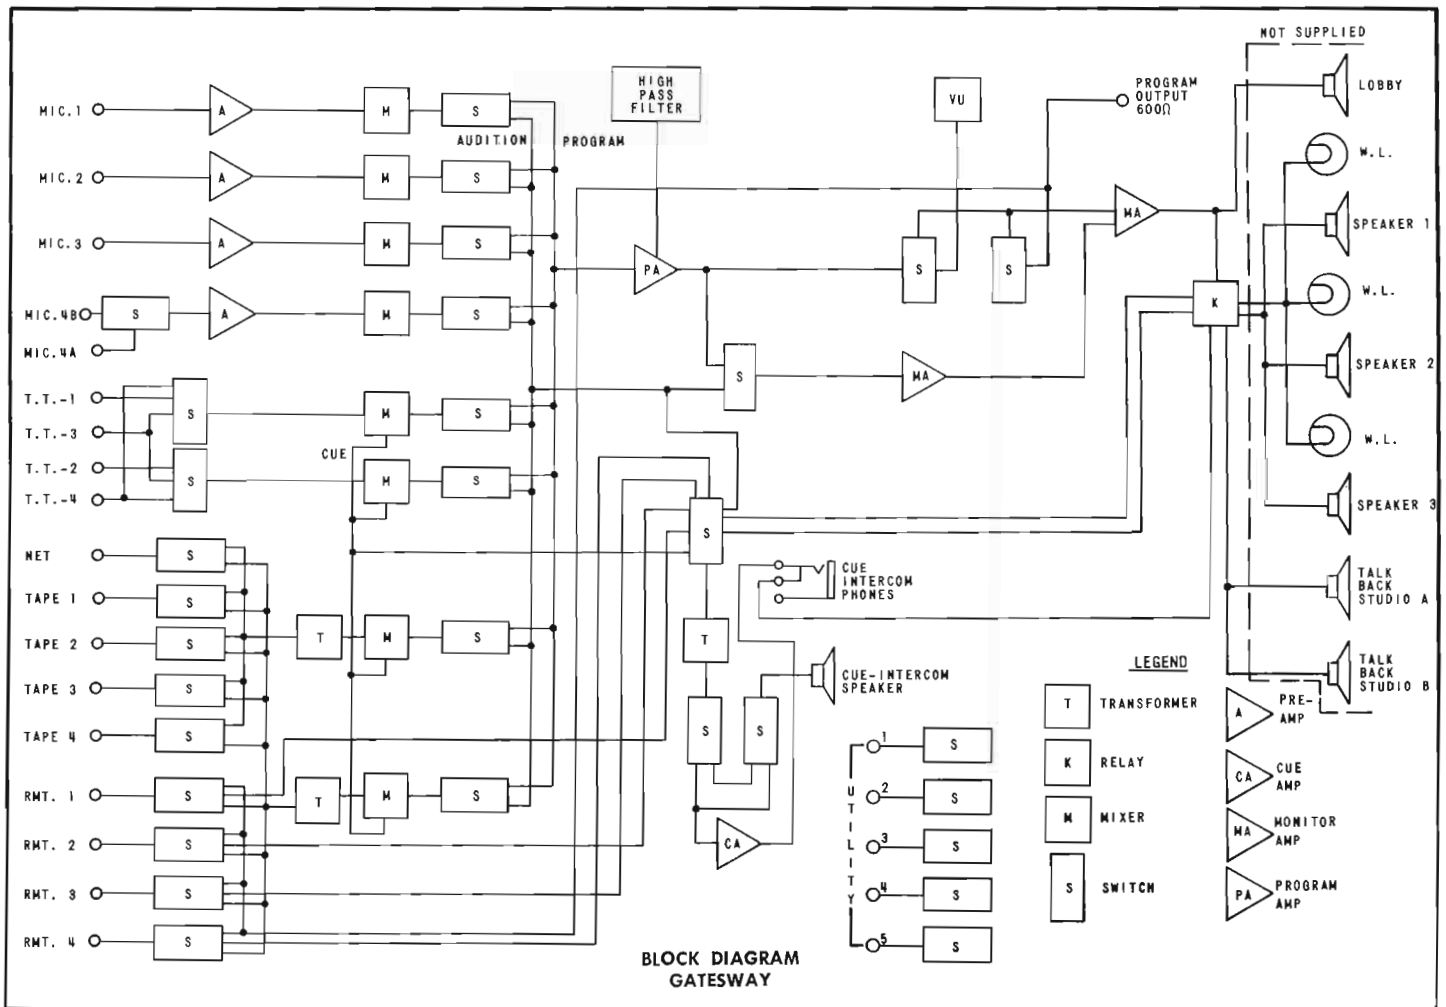 NOT SUPPLIED
HIGH
PASS
FILTER
VU
PROGRAM
OUTPUT
600Ω
LOBBY
MIC.1
A
M
S
AUDITION
PROGRAM
W.L.
MIC.2
A
M
S
MA
SPEAKER 1
MIC.3
A
M
S
PA
S
S
K
W.L.
MIC.4B
S
A
M
S
MIC.4A
S
MA
SPEAKER 2
T.T.-1
S
M
S
T.T.-3
CUE
W.L.
T.T.-2
S
M
S
T.T.-4
SPEAKER 3
S
NET
S
CUE
INTERCOM
PHONES
TALK
BACK
STUDIO A
TAPE 1
S
TAPE 2
S
T
M
S
T
LEGEND
TALK
BACK
STUDIO B
TAPE 3
S
CUE-INTERCOM
SPEAKER
T
TRANSFORMER
A
PRE-
AMP
TAPE 4
S
S
S
1
S
K
RELAY
CA
CUE
AMP
RMT. 1
S
T
M
S
2
S
UTILITY
M
MIXER
MA
MONITOR
AMP
RMT. 2
S
CA
3
S
RMT. 3
S
4
S
S
SWITCH
PA
PROGRAM
AMP
RMT. 4
S
5
S
BLOCK DIAGRAM
GATESWAY